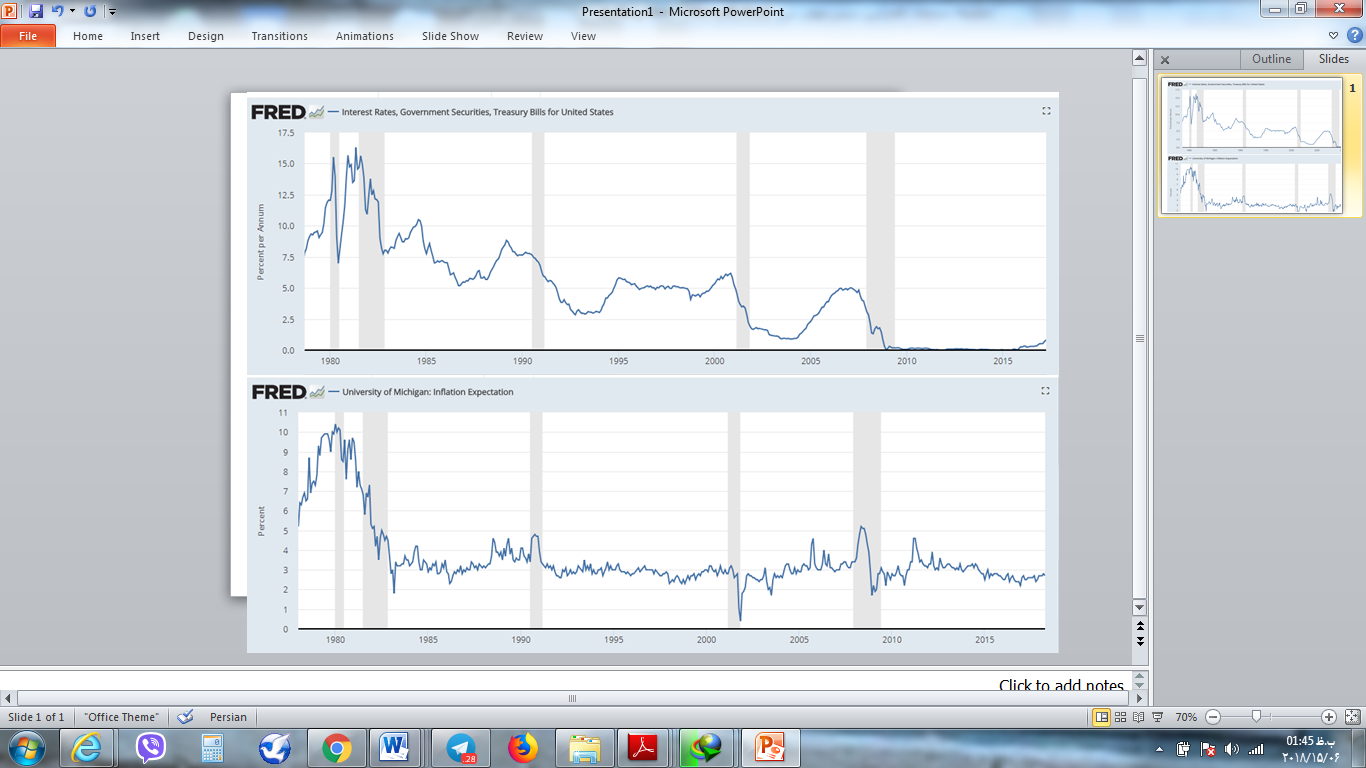 Presentation1 - Microsoft PowerPoint
File Home Insert Design Transitions Animations Slide Show Review View
Outline Slides
1
FRED Interest Rates, Government Securities, Treasury Bills for United States
17.5
15.0
12.5
10.0
7.5
5.0
2.5
0.0
Percent per Annum
1980 1985 1990 1995 2000 2005 2010 2015
FRED University of Michigan: Inflation Expectation
11
10
9
8
7
6
5
4
3
2
1
0
Percent
1980 1985 1990 1995 2000 2005 2010 2015
Click to add notes
Slide 1 of 1 "Office Theme" Persian 70%
.28
01:45 ب.ظ
۲۰۱۸/۱۵/۰۶